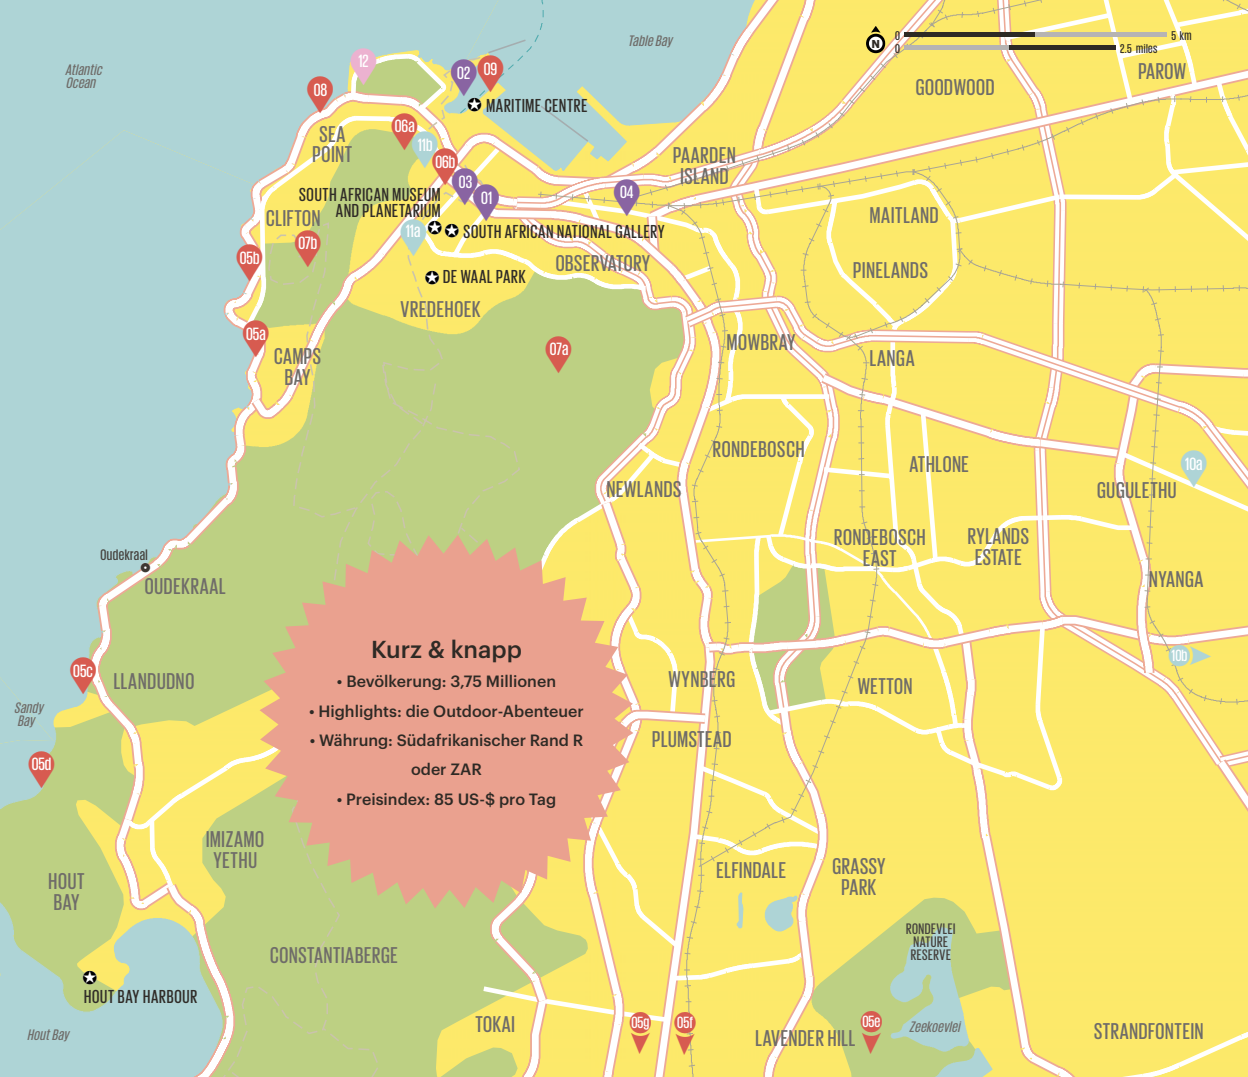 Table Bay
0
5 km
0
2.5 miles
N
Atlantic
Ocean
PAROW
GOODWOOD
12
02
09
08
MARITIME CENTRE
06a
11b
SEA
POINT
06b
PAARDEN
ISLAND
03
01
04
SOUTH AFRICAN MUSEUM
AND PLANETARIUM
MAITLAND
CLIFTON
11a
SOUTH AFRICAN NATIONAL GALLERY
07b
05b
OBSERVATORY
PINELANDS
DE WAAL PARK
VREDEHOEK
05a
CAMPS
BAY
07a
MOWBRAY
LANGA
RONDEBOSCH
ATHLONE
10a
GUGULETHU
NEWLANDS
RONDEBOSCH
EAST
RYLANDS
ESTATE
Oudekraal
OUDEKRAAL
NYANGA
10b
Kurz & knapp
• Bevölkerung: 3,75 Millionen
• Highlights: die Outdoor-Abenteuer
• Währung: Südafrikanischer Rand R
oder ZAR
• Preisindex: 85 US-$ pro Tag
05c
LLANDUDNO
WYNBERG
WETTON
Sandy
Bay
PLUMSTEAD
05d
IMIZAMO
YETHU
HOUT
BAY
ELFINDALE
GRASSY
PARK
CONSTANTIABERGE
RONDEVLEI
NATURE
RESERVE
HOUT BAY HARBOUR
Hout Bay
TOKAI
05g
05f
LAVENDER HILL
05e
Zeekoevlei
STRANDFONTEIN